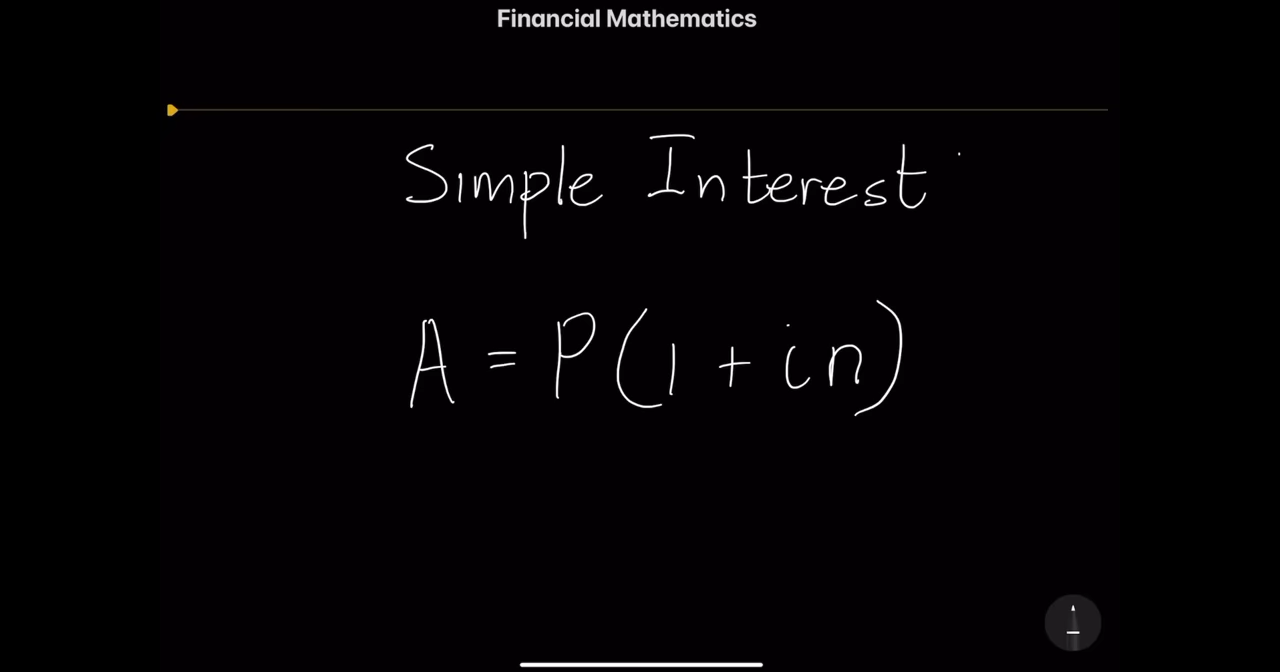 Financial Mathematics
Simple Interest
A = P(1 + in)